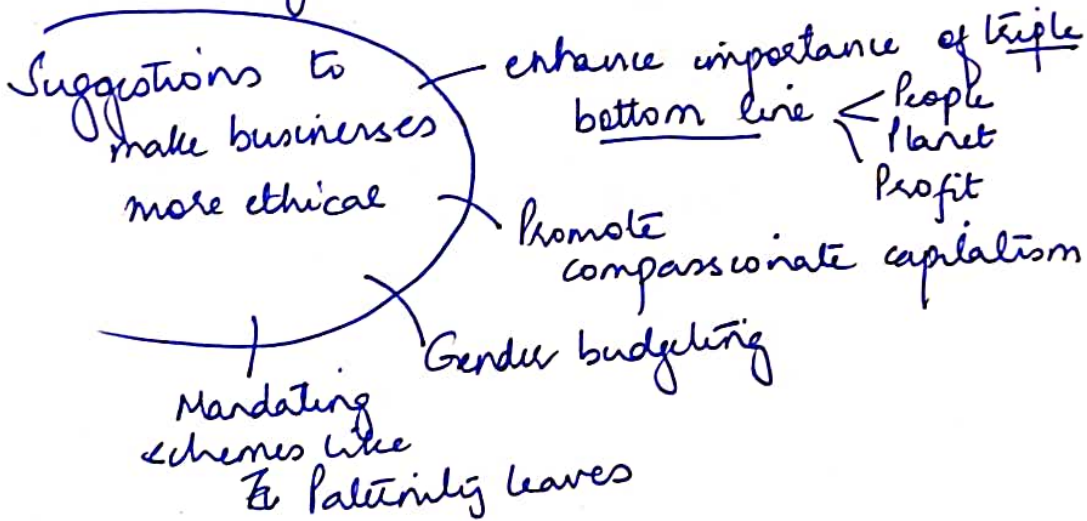 Suggestions to
make businesses
more ethical
enhance importance of triple
bottom line
People
Planet
Profit
Promote
compassionate capitalism
Gender budgeting
Mandating
schemes like
Paternity leaves